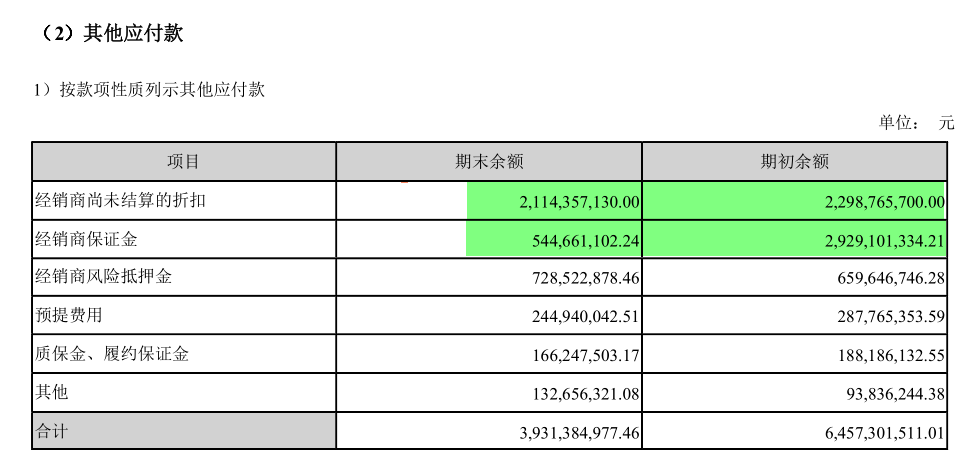 （2）其他应付款
1）按款项性质列示其他应付款
单位： 元
项目 期末余额 期初余额
经销商尚未结算的折扣 2,114,357,130.00 2,298,765,700.00
经销商保证金 544,661,102.24 2,929,101,334.21
经销商风险抵押金 728,522,878.46 659,646,746.28
预提费用 244,940,042.51 287,765,353.59
质保金、履约保证金 166,247,503.17 188,186,132.55
其他 132,656,321.08 93,836,244.38
合计 3,931,384,977.46 6,457,301,511.01